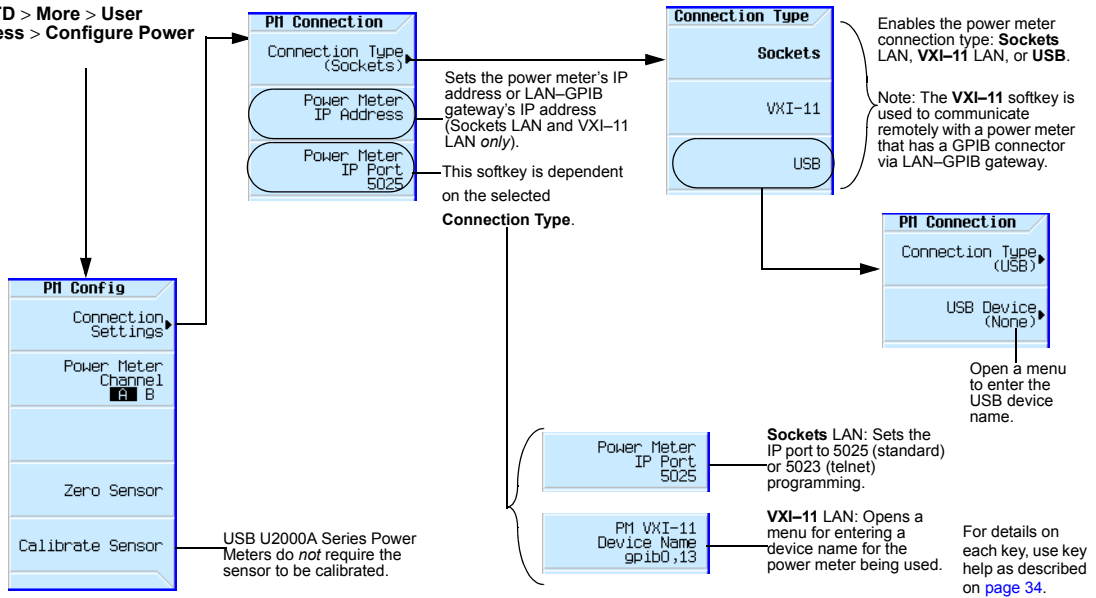 TD > More > User
ess > Configure Power
PM Connection
Connection Type
(Sockets)
Power Meter
IP Address
Power Meter
IP Port
5025
Sets the power meter's IP
address or LAN–GPIB
gateway's IP address
(Sockets LAN and VXI–11
LAN only).
This softkey is dependent
on the selected
Connection Type.
Connection Type
Sockets
VXI-11
USB
Enables the power meter
connection type: Sockets
LAN, VXI–11 LAN, or USB.
Note: The VXI–11 softkey is
used to communicate
remotely with a power meter
that has a GPIB connector
via LAN–GPIB gateway.
PM Connection
Connection Type
(USB)
USB Device
(None)
Open a menu
to enter the
USB device
name.
PM Config
Connection
Settings
Power Meter
Channel
A B
Zero Sensor
Calibrate Sensor
USB U2000A Series Power
Meters do not require the
sensor to be calibrated.
Power Meter
IP Port
5025
Sockets LAN: Sets the
IP port to 5025 (standard)
or 5023 (telnet)
programming.
PM VXI-11
Device Name
gpib0,13
VXI–11 LAN: Opens a
menu for entering a
device name for the
power meter being used.
For details on
each key, use key
help as described
on page 34.